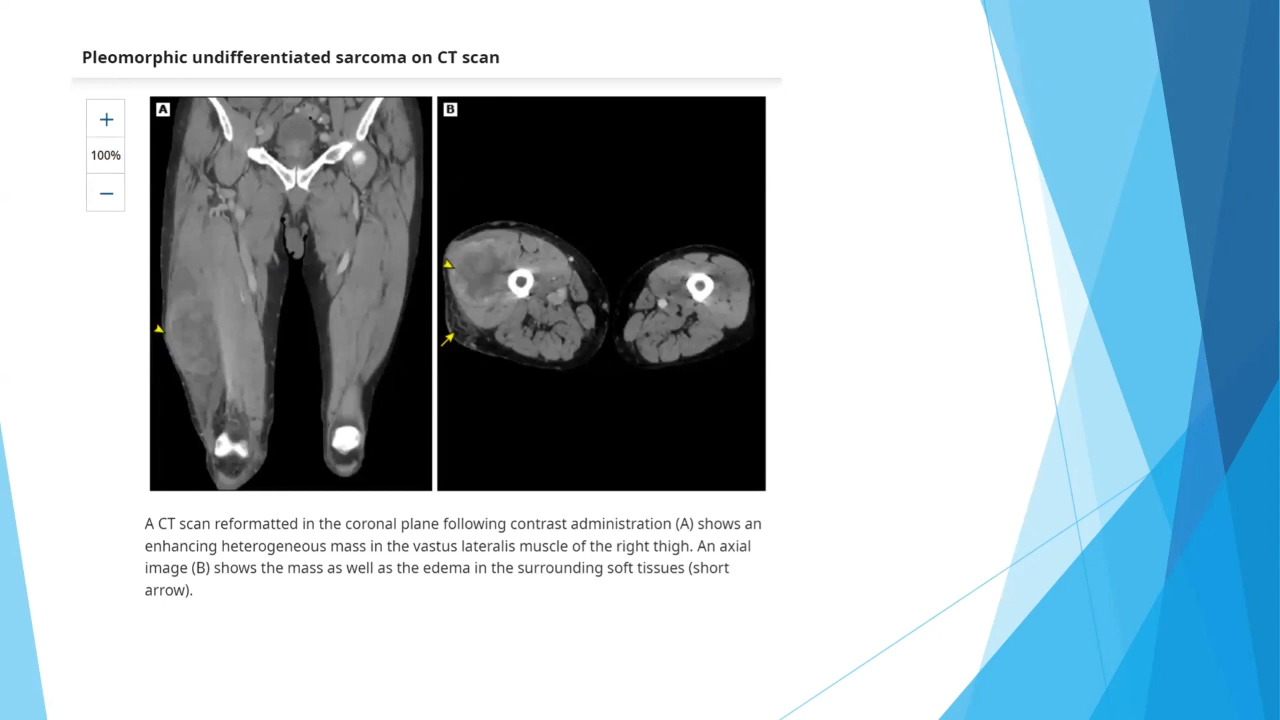 Pleomorphic undifferentiated sarcoma on CT scan
+
100%
−
A
B
A CT scan reformatted in the coronal plane following contrast administration (A) shows an
enhancing heterogeneous mass in the vastus lateralis muscle of the right thigh. An axial
image (B) shows the mass as well as the edema in the surrounding soft tissues (short
arrow).